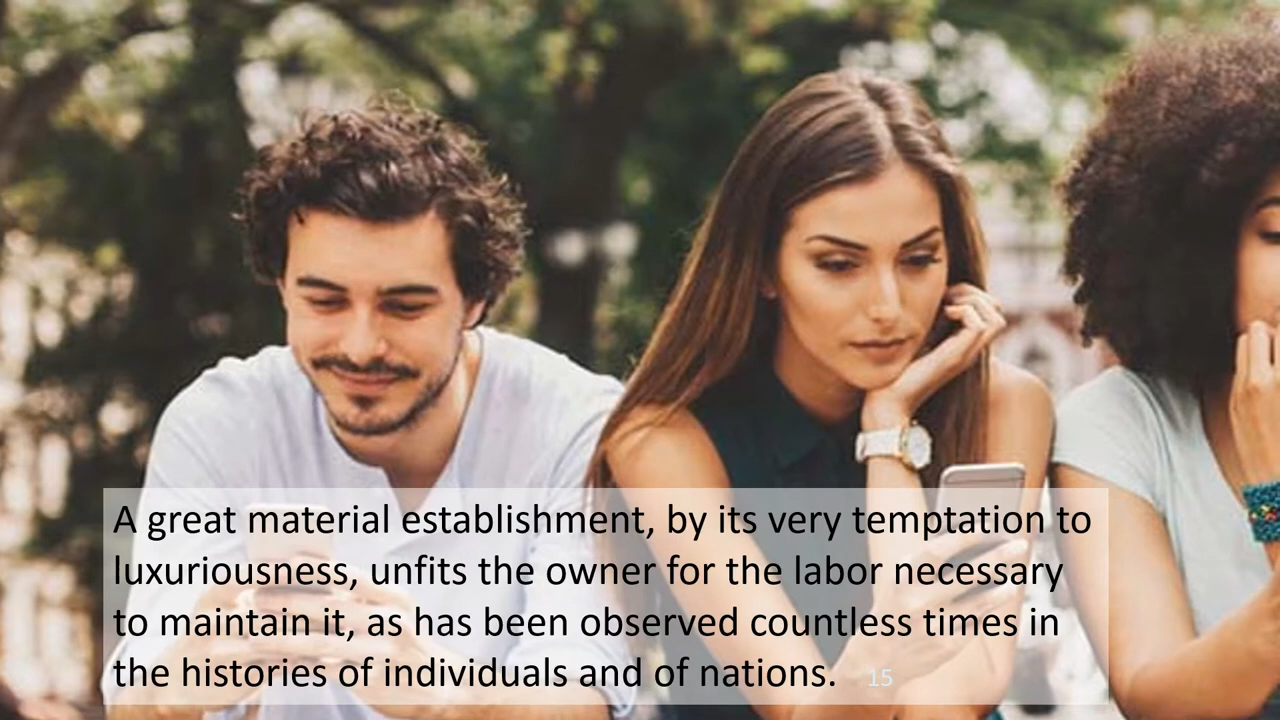 A great material establishment, by its very temptation to
luxuriousness, unfits the owner for the labor necessary
to maintain it, as has been observed countless times in
the histories of individuals and of nations. 15